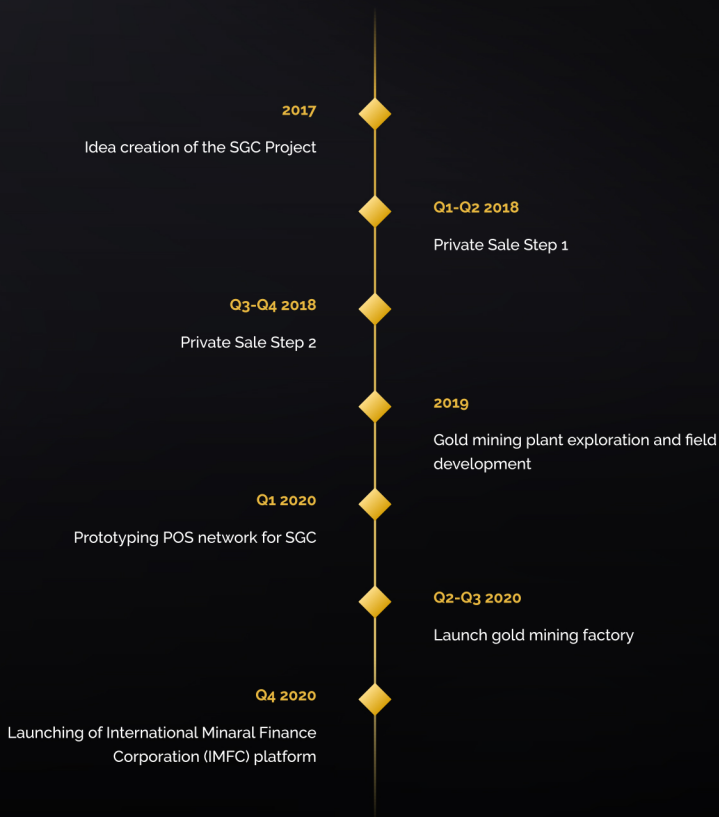 2017
Idea creation of the SGC Project
Q1-Q2 2018
Private Sale Step 1
Q3-Q4 2018
Private Sale Step 2
2019
Gold mining plant exploration and field
development
Q1 2020
Prototyping POS network for SGC
Q2-Q3 2020
Launch gold mining factory
Q4 2020
Launching of International Minaral Finance
Corporation (IMFC) platform